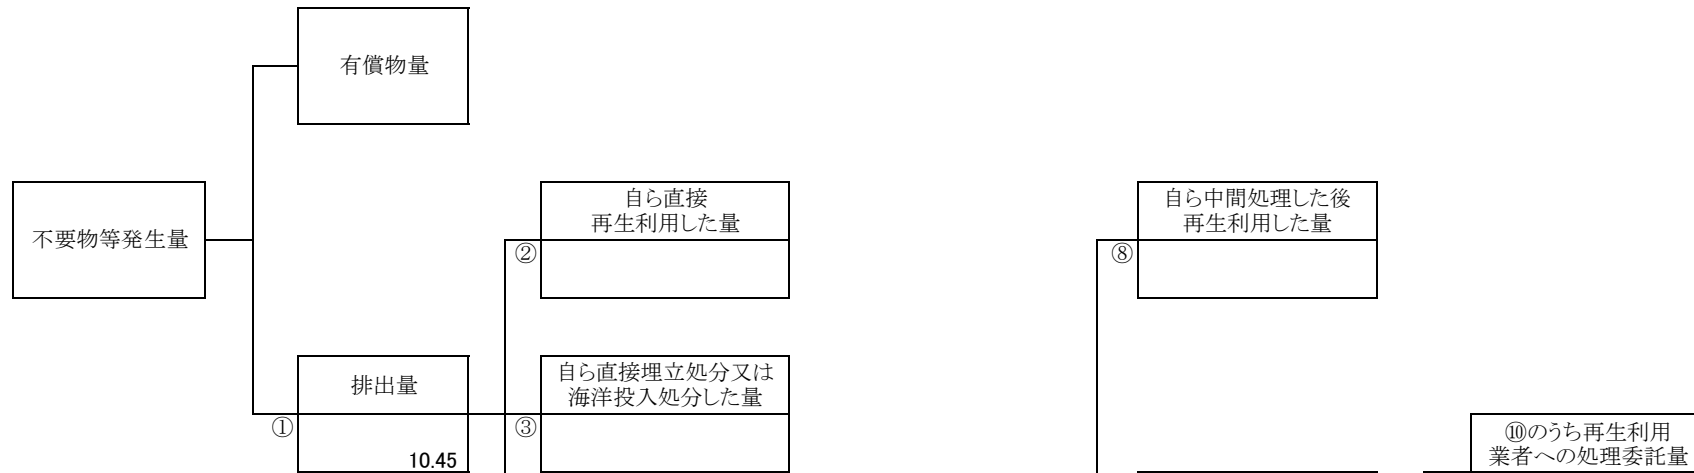 有償物量
不要物等発生量
自ら直接
再生利用した量
②
自ら中間処理した後
再生利用した量
⑧
排出量
①
10.45
自ら直接埋立処分又は
海洋投入処分した量
③
⑩のうち再生利用
業者への処理委託量